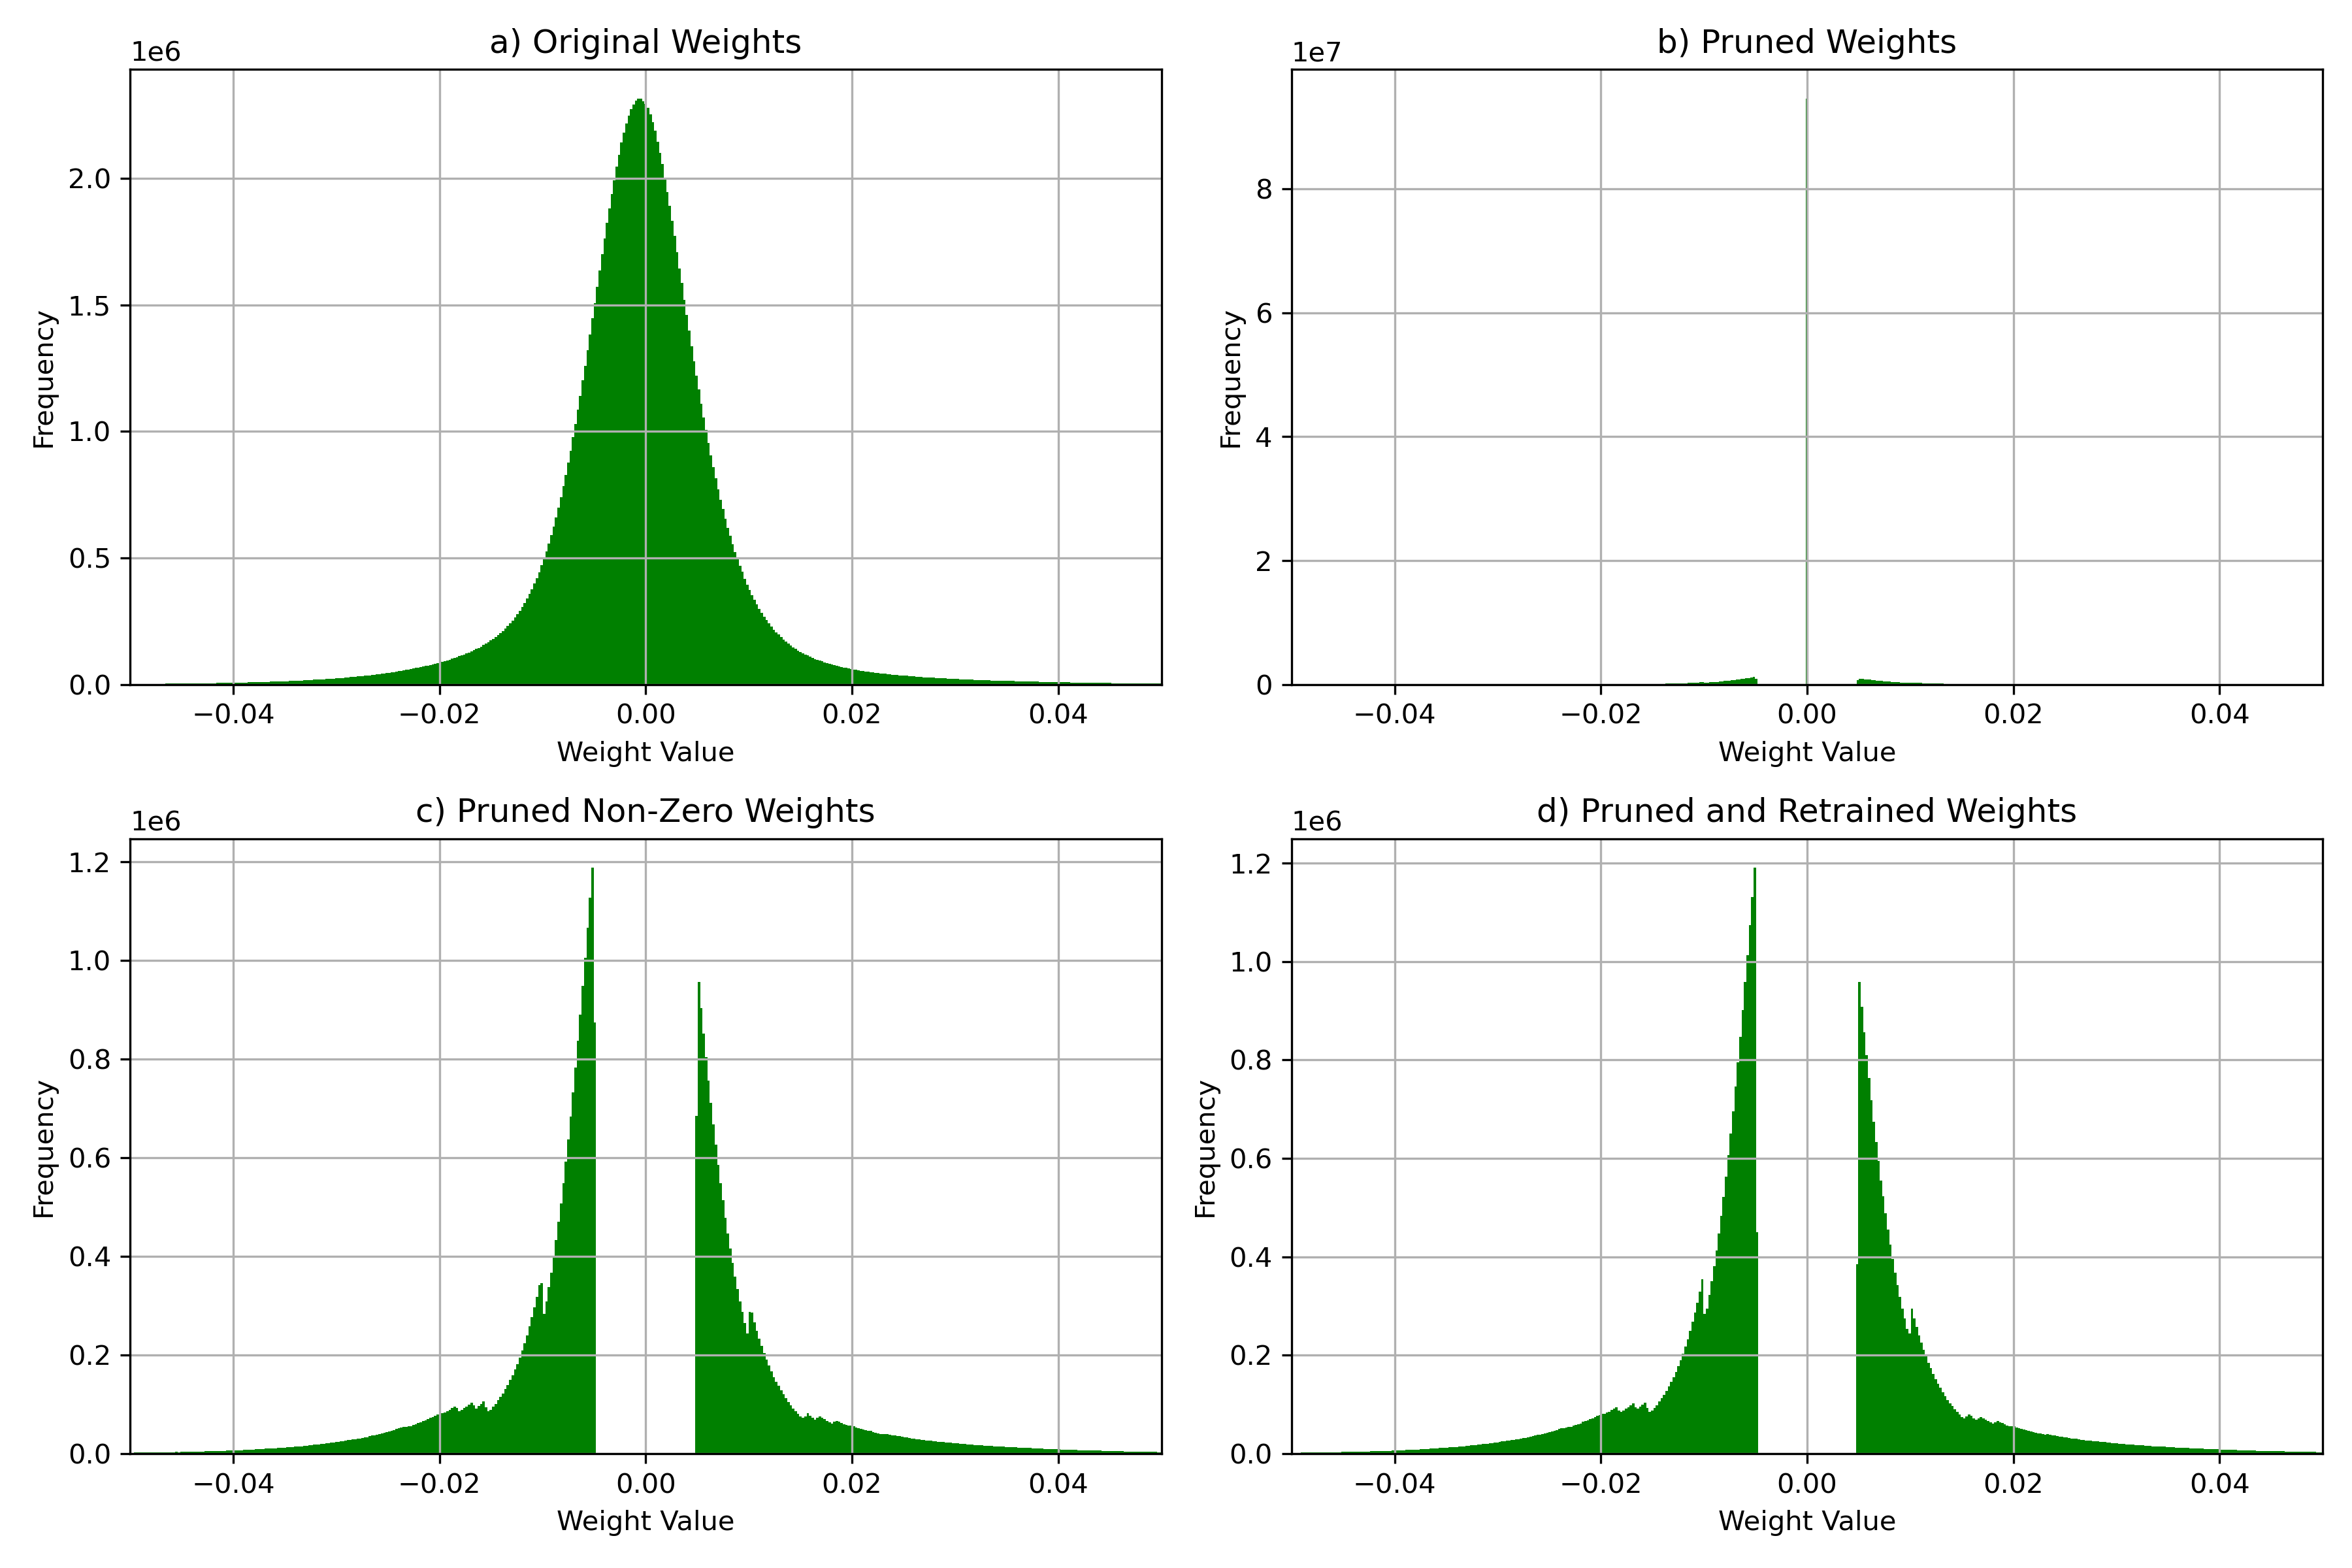 a) Original Weights
1e6
2.0
1.5
1.0
0.5
0.0
Frequency
−0.04 −0.02 0.00 0.02 0.04
Weight Value
b) Pruned Weights
1e7
8
6
4
2
0
Frequency
−0.04 −0.02 0.00 0.02 0.04
Weight Value
c) Pruned Non-Zero Weights
1e6
1.2
1.0
0.8
0.6
0.4
0.2
0.0
Frequency
−0.04 −0.02 0.00 0.02 0.04
Weight Value
d) Pruned and Retrained Weights
1e6
1.2
1.0
0.8
0.6
0.4
0.2
0.0
Frequency
−0.04 −0.02 0.00 0.02 0.04
Weight Value